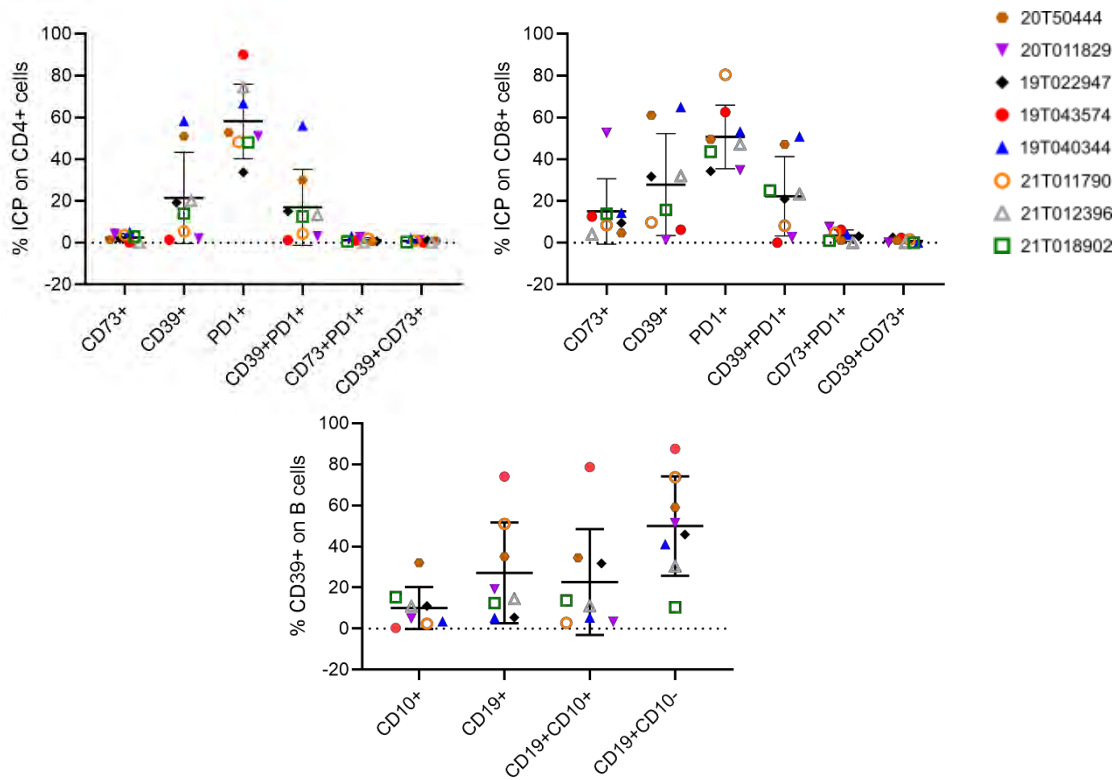 % ICP on CD4+ cells
100
80
60
40
20
0
-20
CD73+
CD39+
PD1+
CD39+PD1+
CD73+PD1+
CD39+CD73+
% ICP on CD8+ cells
100
80
60
40
20
0
-20
CD73+
CD39+
PD1+
CD39+PD1+
CD73+PD1+
CD39+CD73+
20T50444
20T011829
19T022947
19T043574
19T040344
21T011790
21T012396
21T018902
% CD39+ on B cells
100
80
60
40
20
0
-20
CD10+
CD19+
CD19+CD10+
CD19+CD10-